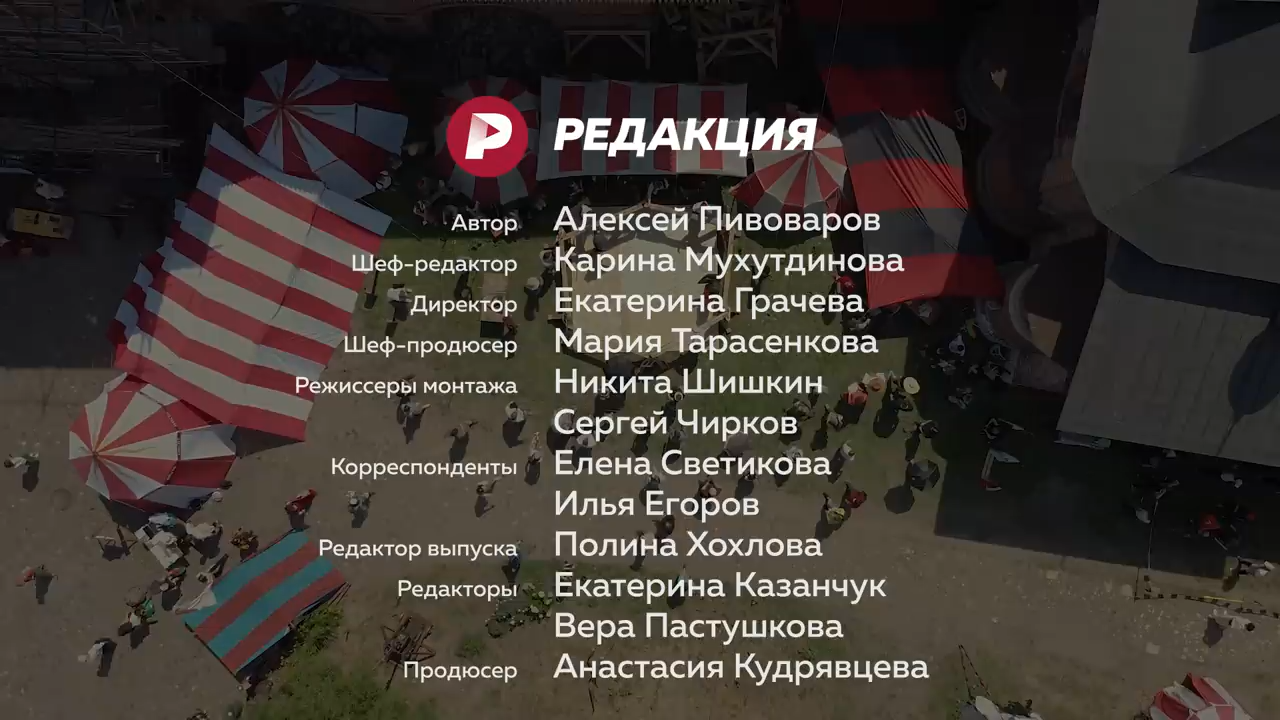 РЕДАКЦИЯ
Автор Алексей Пивоваров
Шеф-редактор Карина Мухутдинова
Директор Екатерина Грачева
Шеф-продюсер Мария Тарасенкова
Режиссеры монтажа Никита Шишкин
Сергей Чирков
Корреспонденты Елена Светикова
Илья Егоров
Редактор выпуска Полина Хохлова
Редакторы Екатерина Казанчук
Вера Пастушкова
Продюсер Анастасия Кудрявцева